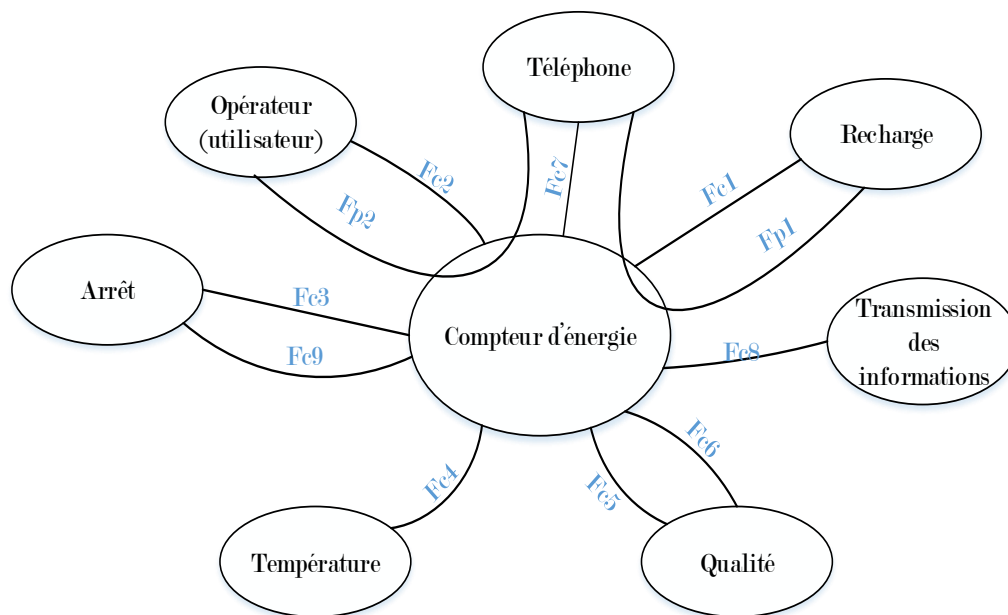 Téléphone
Opérateur
(utilisateur)
Recharge
Fc2
Fc7
Fc1
Fp2
Fp1
Arrêt
Fc3
Compteur d'énergie
Transmission
des
informations
Fc9
Fc8
Fc4
Fc5
Fc6
Température
Qualité